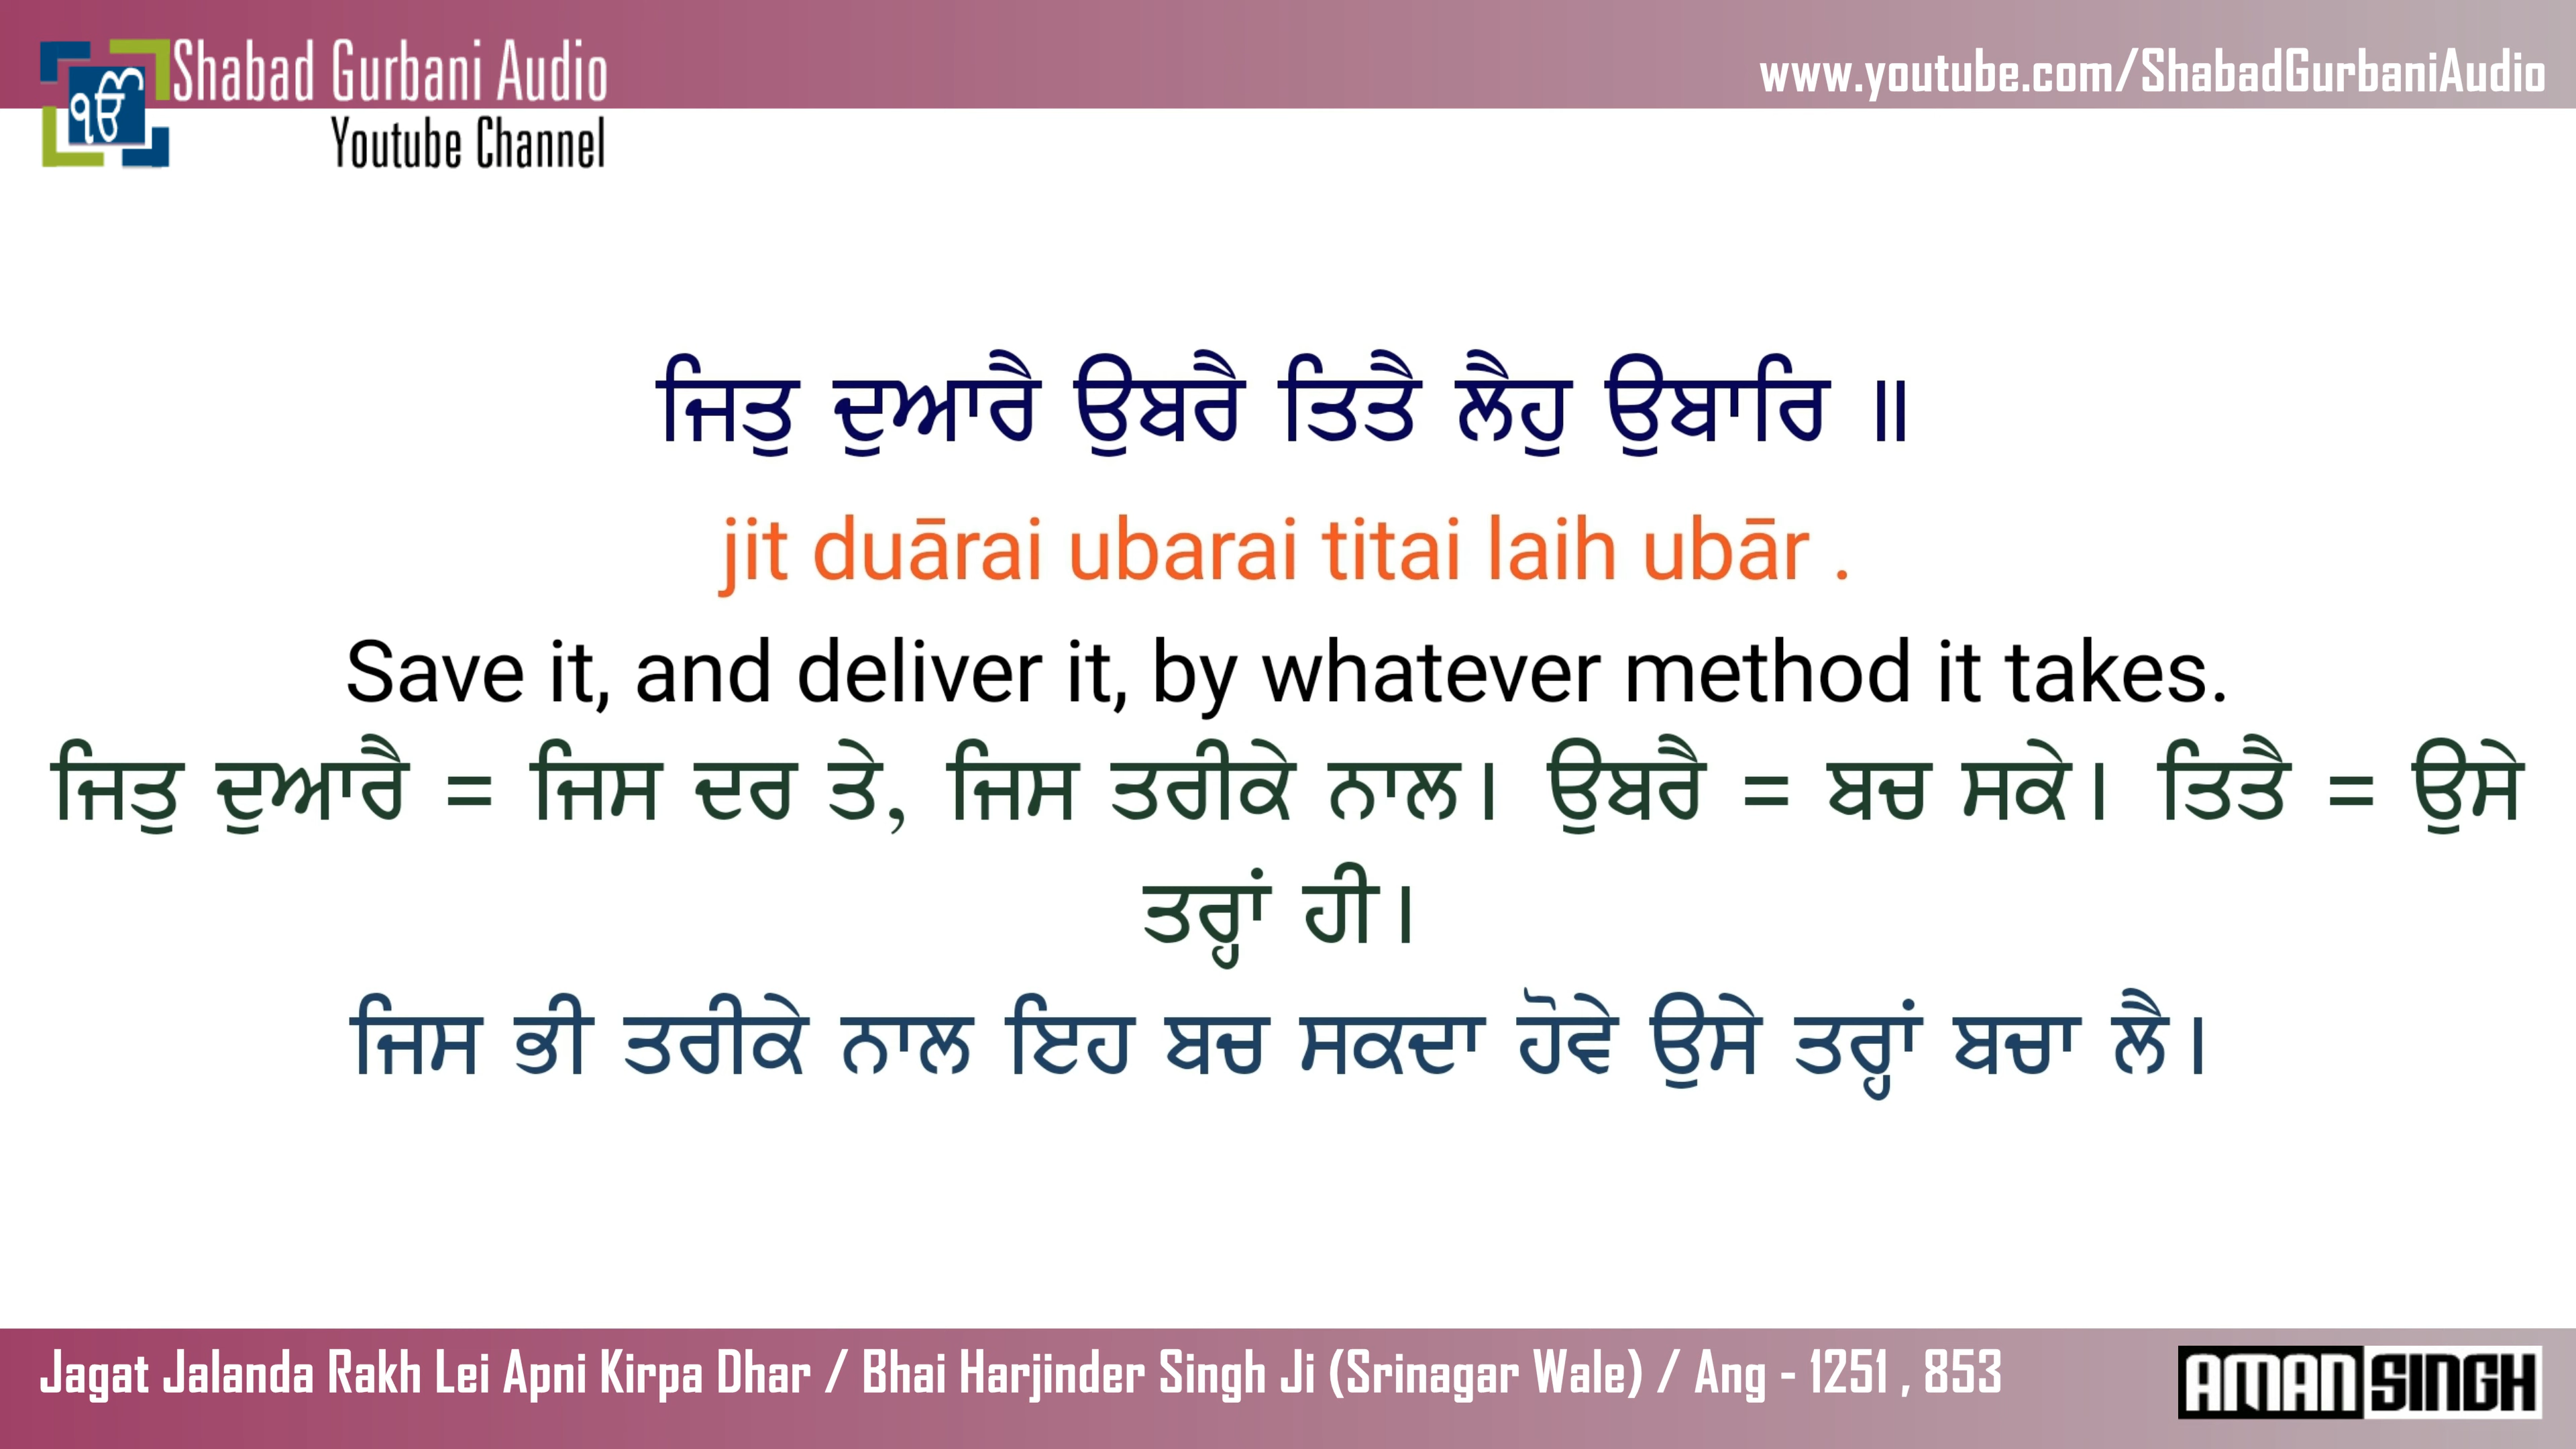 Shabad Gurbani Audio
www.youtube.com/ShabadGurbaniAudio
ੴ
Youtube Channel
ਜਿਤੁ ਦੁਆਰੈ ਉਬਰੈ ਤਿਤੈ ਲੈਹੁ ਉਬਾਰਿ ॥
jit duārai ubarai titai laih ubār .
Save it, and deliver it, by whatever method it takes.
ਜਿਤੁ ਦੁਆਰੈ = ਜਿਸ ਦਰ ਤੇ, ਜਿਸ ਤਰੀਕੇ ਨਾਲ। ਉਬਰੈ = ਬਚ ਸਕੇ। ਤਿਤੈ = ਉਸੇ
ਤਰ੍ਹਾਂ ਹੀ।
ਜਿਸ ਭੀ ਤਰੀਕੇ ਨਾਲ ਇਹ ਬਚ ਸਕਦਾ ਹੋਵੇ ਉਸੇ ਤਰ੍ਹਾਂ ਬਚਾ ਲੈ।
Jagat Jalanda Rakh Lei Apni Kirpa Dhar / Bhai Harjinder Singh Ji (Srinagar Wale) / Ang - 1251 , 853
AMAN SINGH